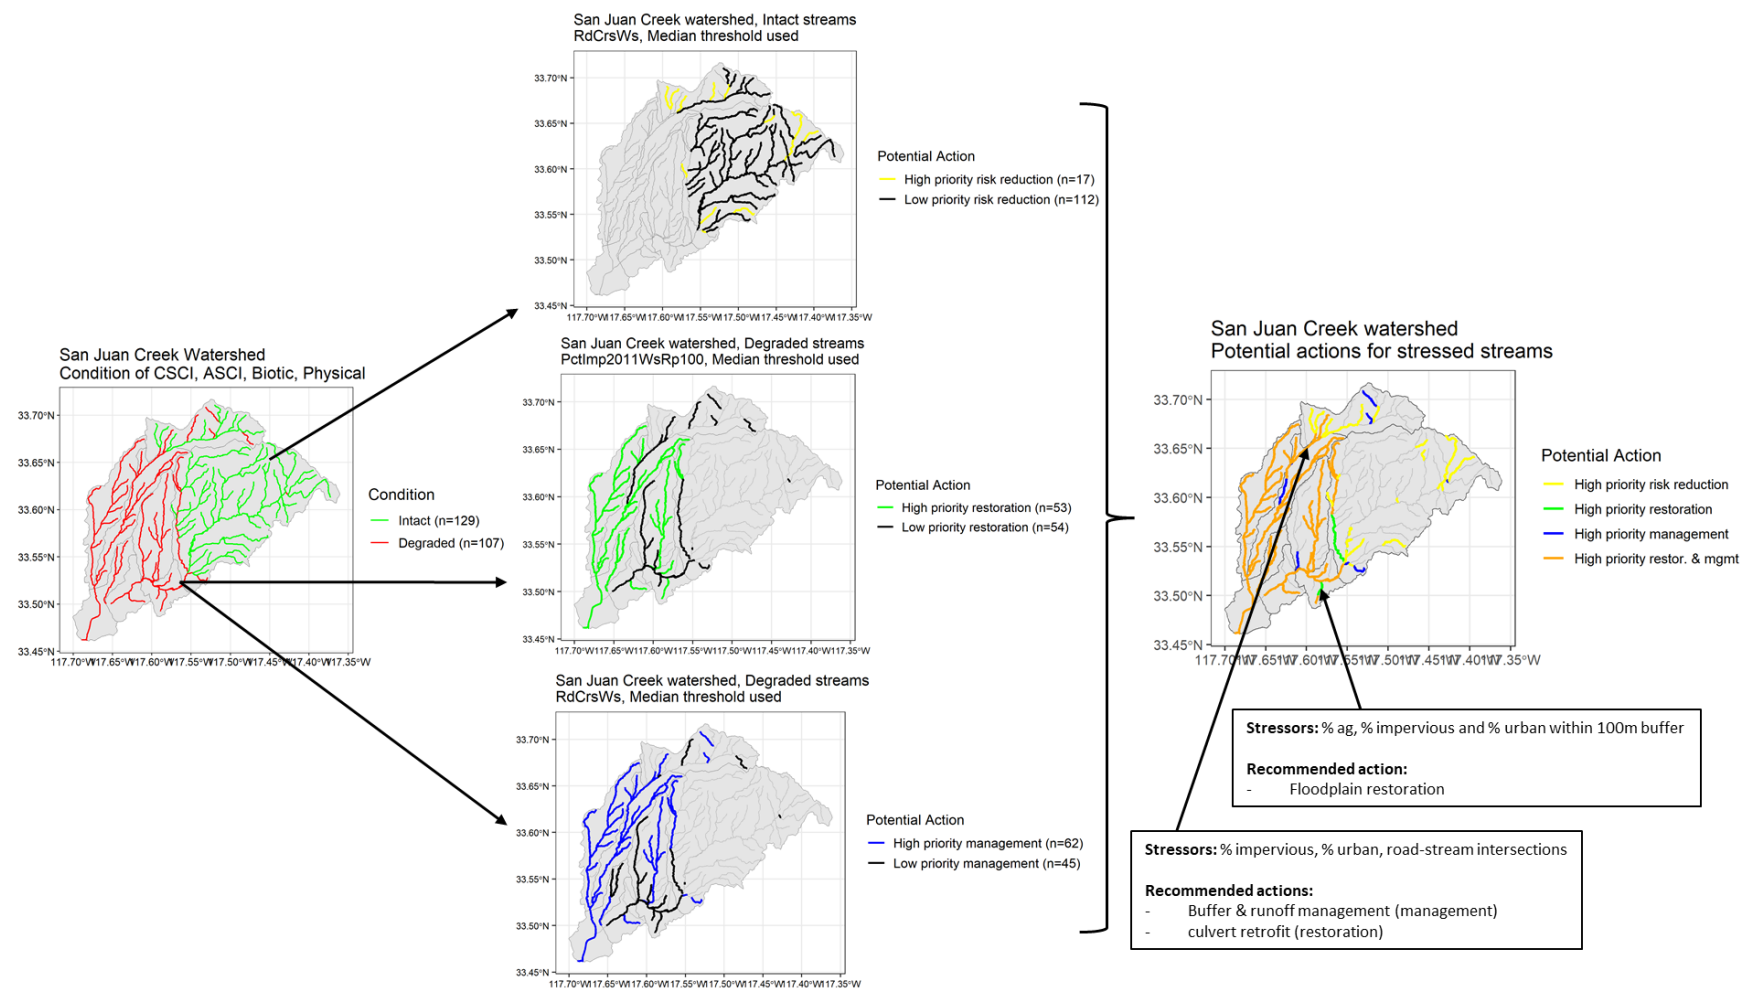 San Juan Creek watershed, Intact streams
RdCrsWs, Median threshold used
33.70°N
33.65°N
33.60°N
33.55°N
33.50°N
33.45°N
Potential Action
High priority risk reduction (n=17)
Low priority risk reduction (n=112)
San Juan Creek Watershed
Condition of CSCI, ASCI, Biotic, Physical
33.70°N
33.65°N
33.60°N
33.55°N
33.50°N
33.45°N
Condition
Intact (n=129)
Degraded (n=107)
San Juan Creek watershed, Degraded streams
PctImp2011WsRp100, Median threshold used
33.70°N
33.65°N
33.60°N
33.55°N
33.50°N
33.45°N
Potential Action
High priority restoration (n=53)
Low priority restoration (n=54)
San Juan Creek watershed, Degraded streams
RdCrsWs, Median threshold used
33.70°N
33.65°N
33.60°N
33.55°N
33.50°N
33.45°N
Potential Action
High priority management (n=62)
Low priority management (n=45)
San Juan Creek watershed
Potential actions for stressed streams
33.70°N
33.65°N
33.60°N
33.55°N
33.50°N
33.45°N
Potential Action
High priority risk reduction
High priority restoration
High priority management
High priority restor. & mgmt
Stressors: % ag, % impervious and % urban within 100m buffer
Recommended action:
- Floodplain restoration
Stressors: % impervious, % urban, road-stream intersections
Recommended actions:
- Buffer & runoff management (management)
- culvert retrofit (restoration)